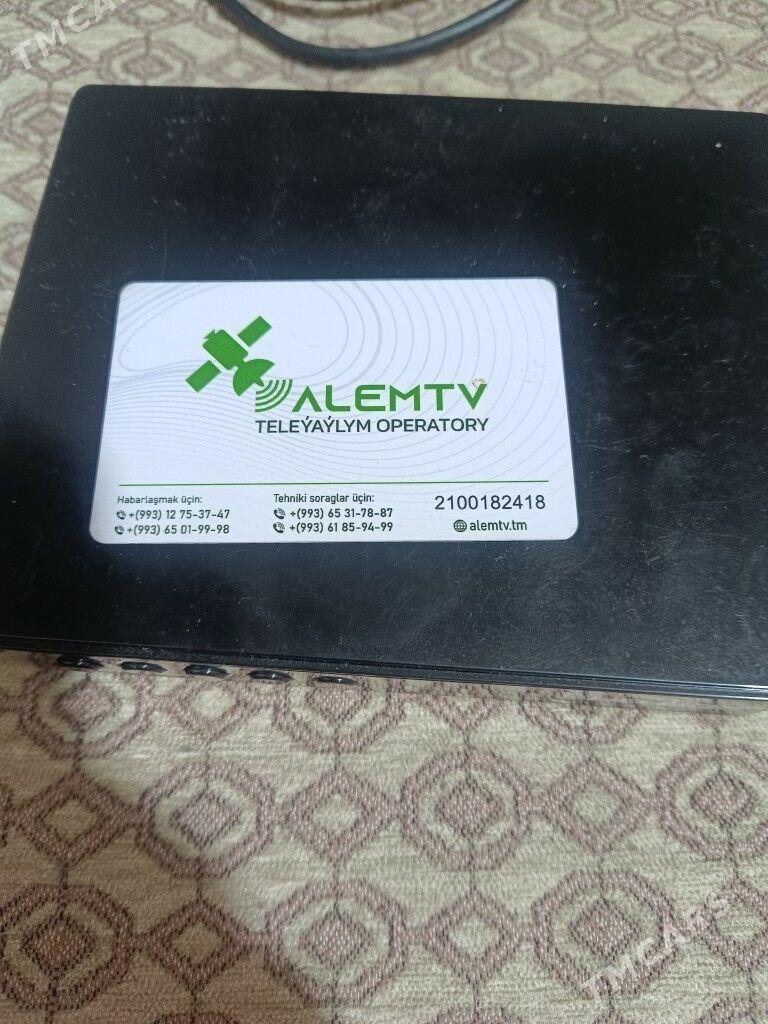 TMCARS
ALEMTV
TELEÝAÝLYM OPERATORY
Habarlaşmak üçin:
+(993) 12 75-37-47
+(993) 65 01-99-98
Tehniki soraglar üçin:
+(993) 65 31-78-87
+(993) 61 85-94-99
2100182418
alemtv.tm
TMCARS